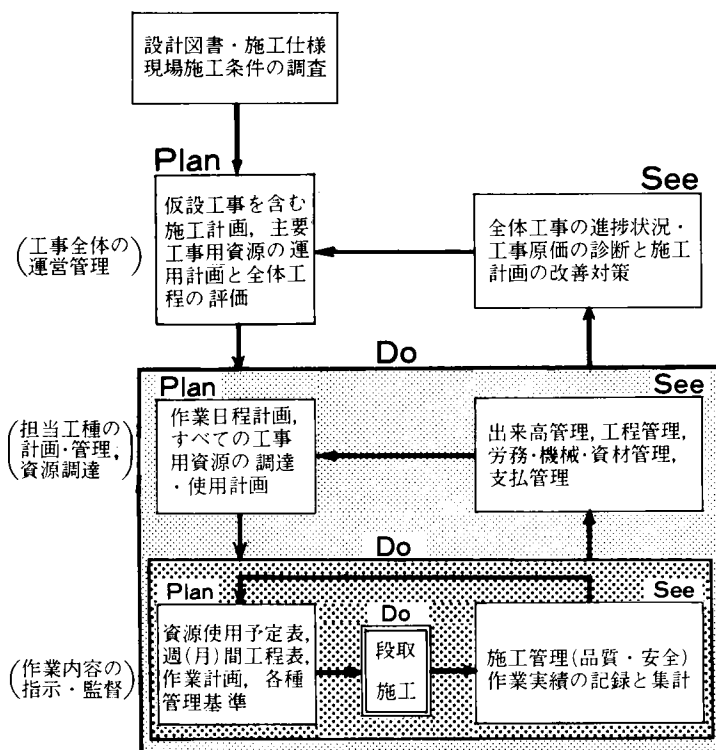 設計図書・施工仕様
現場施工条件の調査
Plan
仮設工事を含む
施工計画, 主要
工事用資源の運
用計画と全体工
程の評価
See
全体工事の進捗状況・
工事原価の診断と施工
計画の改善対策
(工事全体の
運営管理)
Do
Plan
作業日程計画,
すべての工事
用資源の調達
・使用計画
See
出来高管理, 工程管理,
労務・機械・資材管理,
支払管理
(担当工種の
計画・管理,
資源調達)
Do
Plan
資源使用予定表,
週(月)間工程表,
作業計画, 各種
管理基準
Do
段取
施工
See
施工管理(品質・安全)
作業実績の記録と集計
(作業内容の
指示・監督)